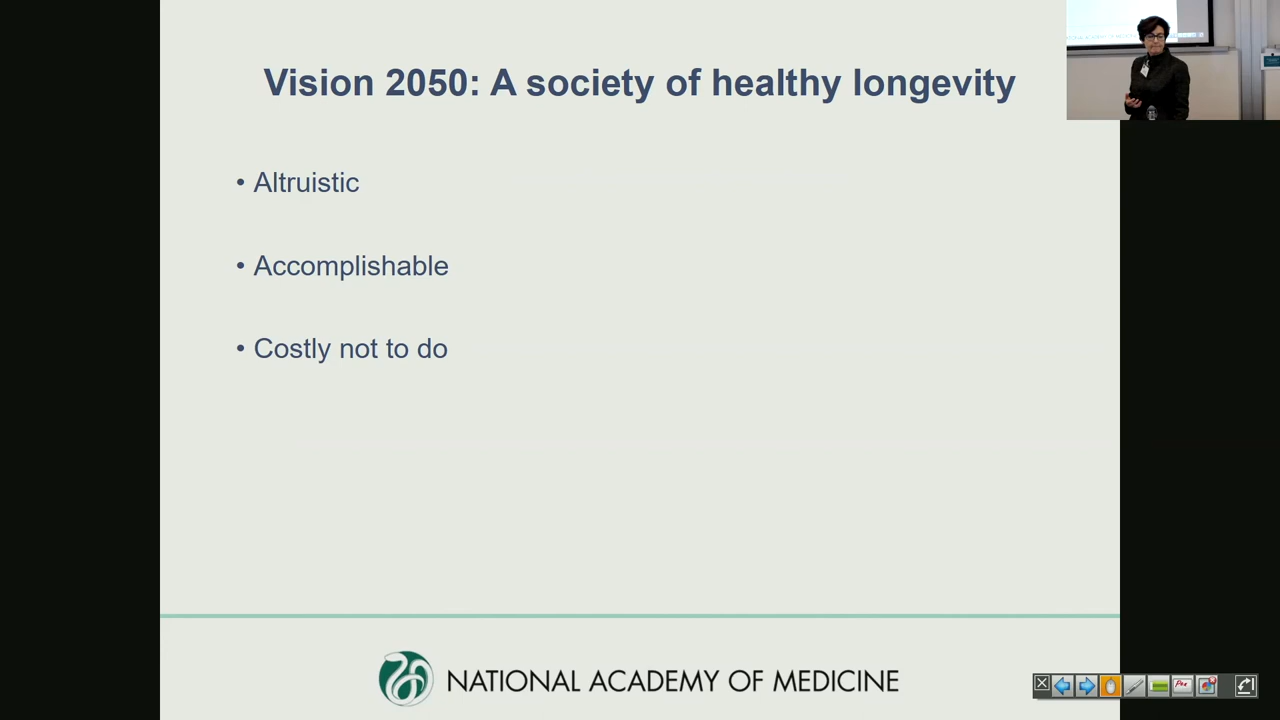 Vision 2050: A society of healthy longevity
• Altruistic
• Accomplishable
• Costly not to do
NATIONAL ACADEMY OF MEDICINE